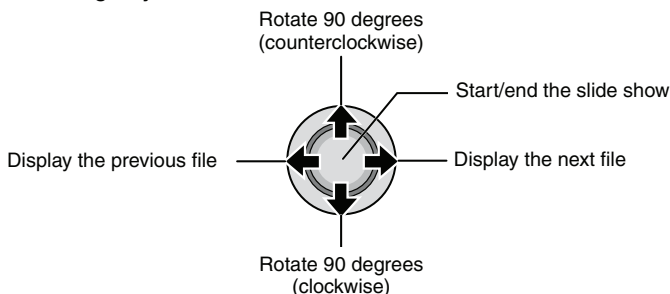 Rotate 90 degrees
(counterclockwise)
Start/end the slide show
Display the previous file
Display the next file
Rotate 90 degrees
(clockwise)